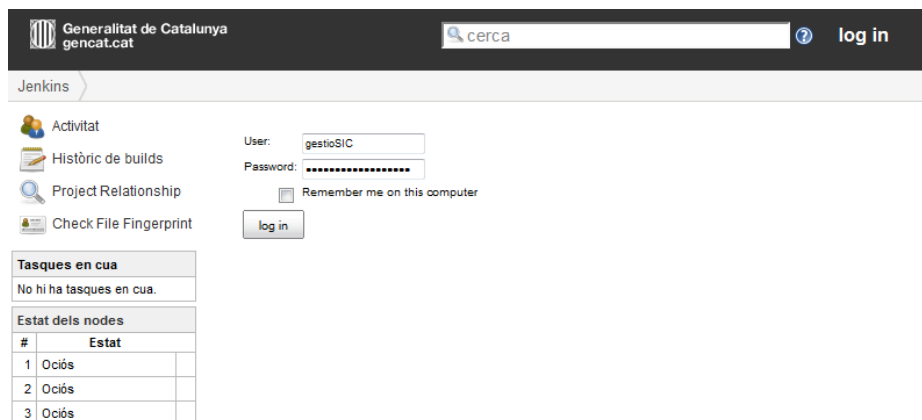 Generalitat de Catalunya
gencat.cat
cerca
log in
Jenkins
Activitat
Històric de builds
Project Relationship
Check File Fingerprint
User: gestioSIC
Password: ••••••••••••••••••
Remember me on this computer
log in
Tasques en cua
No hi ha tasques en cua.
Estat dels nodes
# Estat
1 Ociós
2 Ociós
3 Ociós